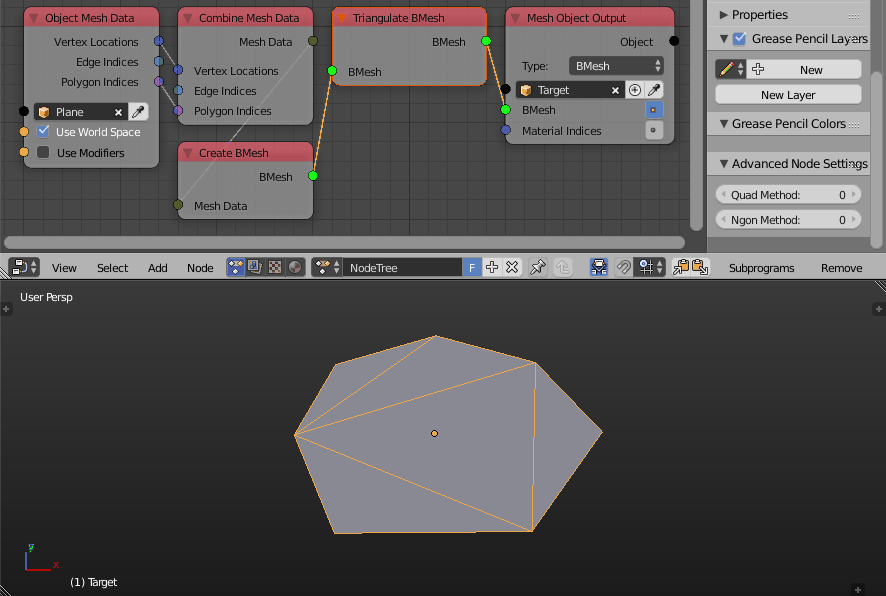 Object Mesh Data
Vertex Locations
Edge Indices
Polygon Indices
Plane
Use World Space
Use Modifiers
Combine Mesh Data
Mesh Data
Vertex Locations
Edge Indices
Polygon Indices
Create BMesh
BMesh
Mesh Data
Triangulate BMesh
BMesh
BMesh
Mesh Object Output
Object
Type: BMesh
Target
BMesh
Material Indices
Properties
Grease Pencil Layers
New
New Layer
Grease Pencil Colors
Advanced Node Settings
Quad Method: 0
Ngon Method: 0
View Select Add Node NodeTree F Subprograms Remove
User Persp
y
x
(1) Target